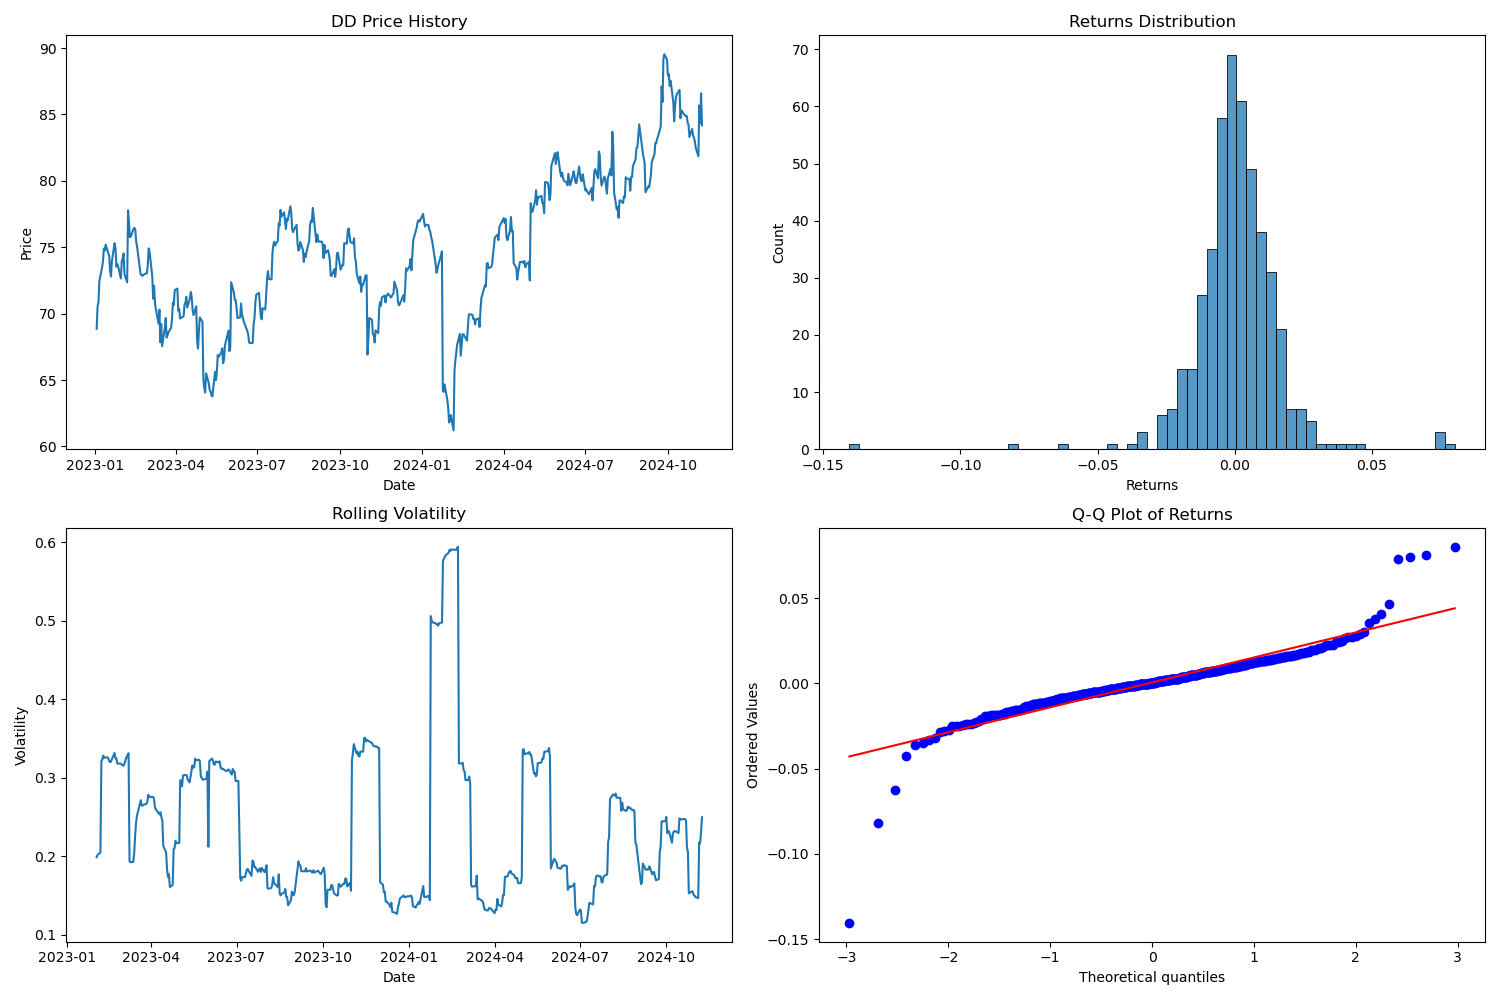 DD Price History
90
85
80
75
70
65
60
Price
2023-01 2023-04 2023-07 2023-10 2024-01 2024-04 2024-07 2024-10
Date
Returns Distribution
70
60
50
40
30
20
10
0
Count
−0.15 −0.10 −0.05 0.00 0.05
Returns
Rolling Volatility
0.6
0.5
0.4
0.3
0.2
0.1
Volatility
2023-01 2023-04 2023-07 2023-10 2024-01 2024-04 2024-07 2024-10
Date
Q-Q Plot of Returns
0.05
0.00
−0.05
−0.10
−0.15
Ordered Values
−3 −2 −1 0 1 2 3
Theoretical quantiles